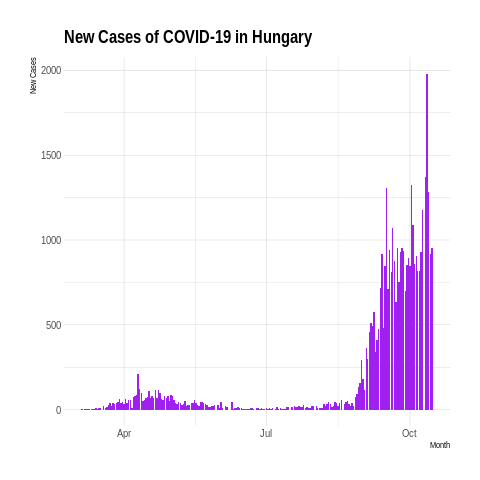 New Cases of COVID-19 in Hungary
New Cases
2000
1500
1000
500
0
Apr
Jul
Oct
Month